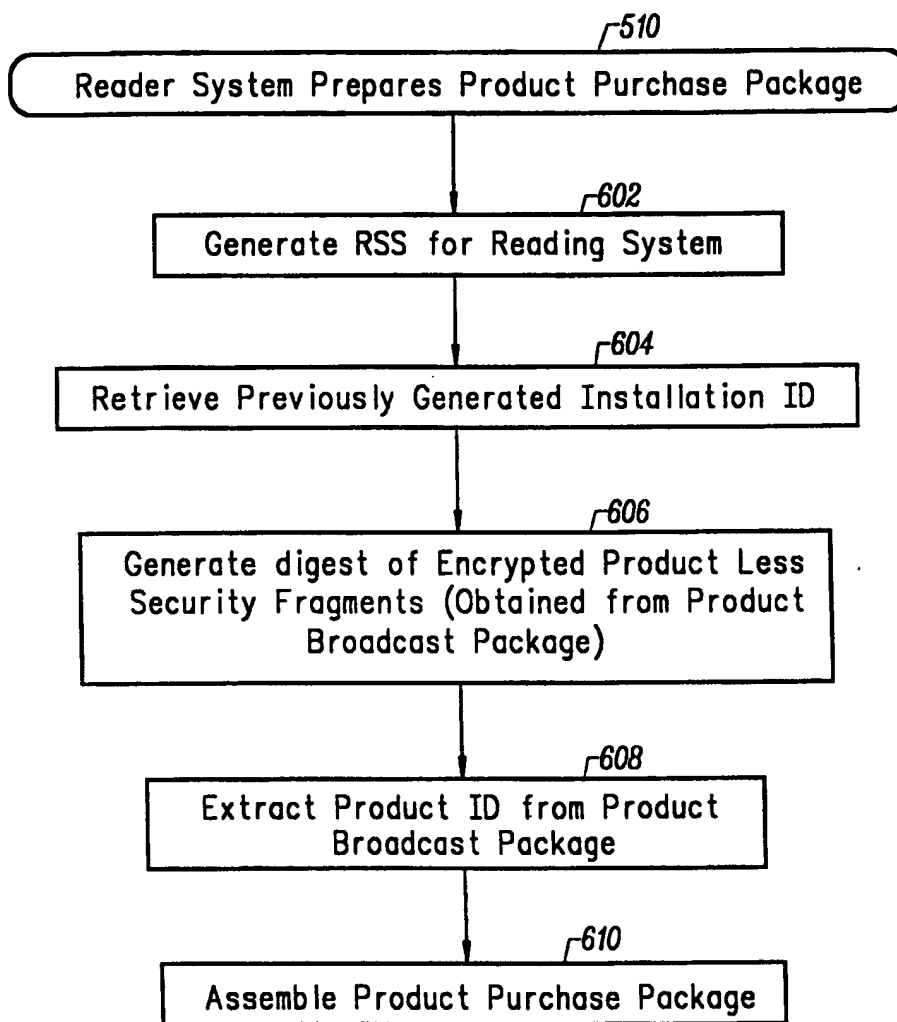 510
Reader System Prepares Product Purchase Package
602
Generate RSS for Reading System
604
Retrieve Previously Generated Installation ID
606
Generate digest of Encrypted Product Less
Security Fragments (Obtained from Product
Broadcast Package)
608
Extract Product ID from Product
Broadcast Package
610
Assemble Product Purchase Package